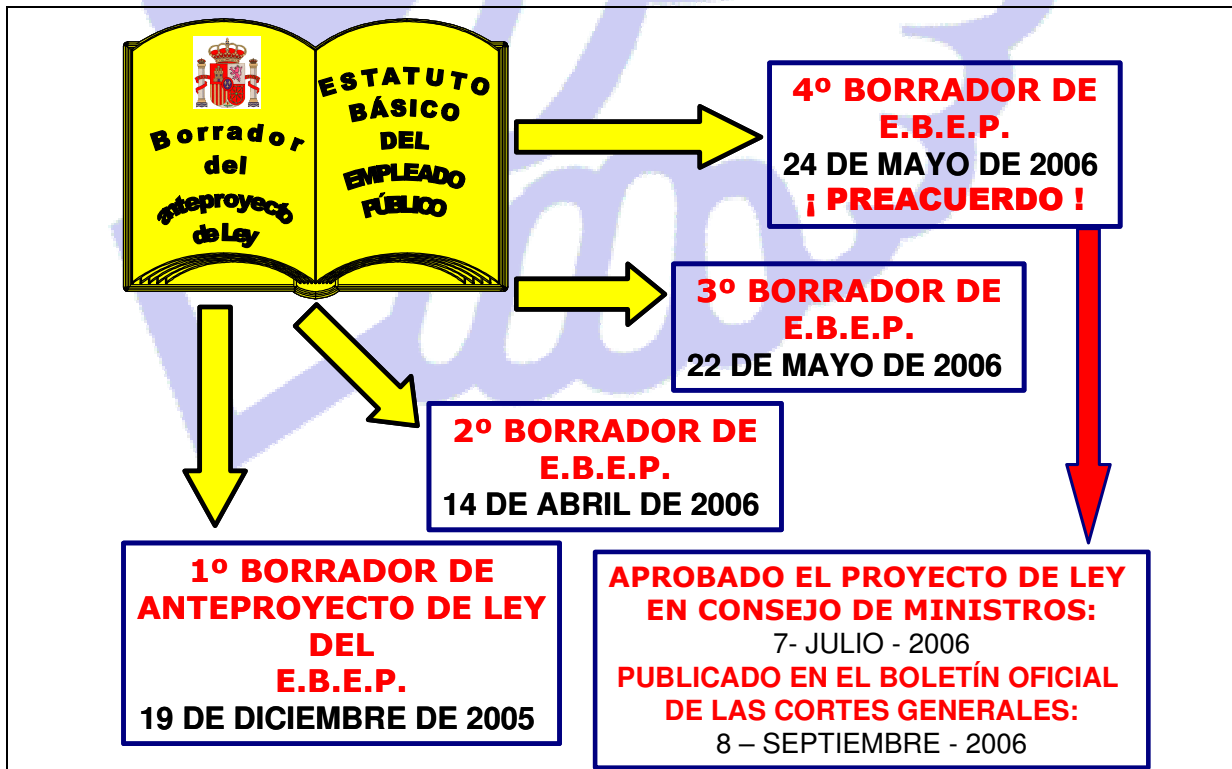 Borrador
del
anteproyecto
de Ley
ESTATUTO
BÁSICO
DEL
EMPLEADO
PÚBLICO
4º BORRADOR DE
E.B.E.P.
24 DE MAYO DE 2006
¡ PREACUERDO !
3º BORRADOR DE
E.B.E.P.
22 DE MAYO DE 2006
2º BORRADOR DE
E.B.E.P.
14 DE ABRIL DE 2006
1º BORRADOR DE
ANTEPROYECTO DE LEY
DEL
E.B.E.P.
19 DE DICIEMBRE DE 2005
APROBADO EL PROYECTO DE LEY
EN CONSEJO DE MINISTROS:
7- JULIO - 2006
PUBLICADO EN EL BOLETÍN OFICIAL
DE LAS CORTES GENERALES:
8 – SEPTIEMBRE - 2006